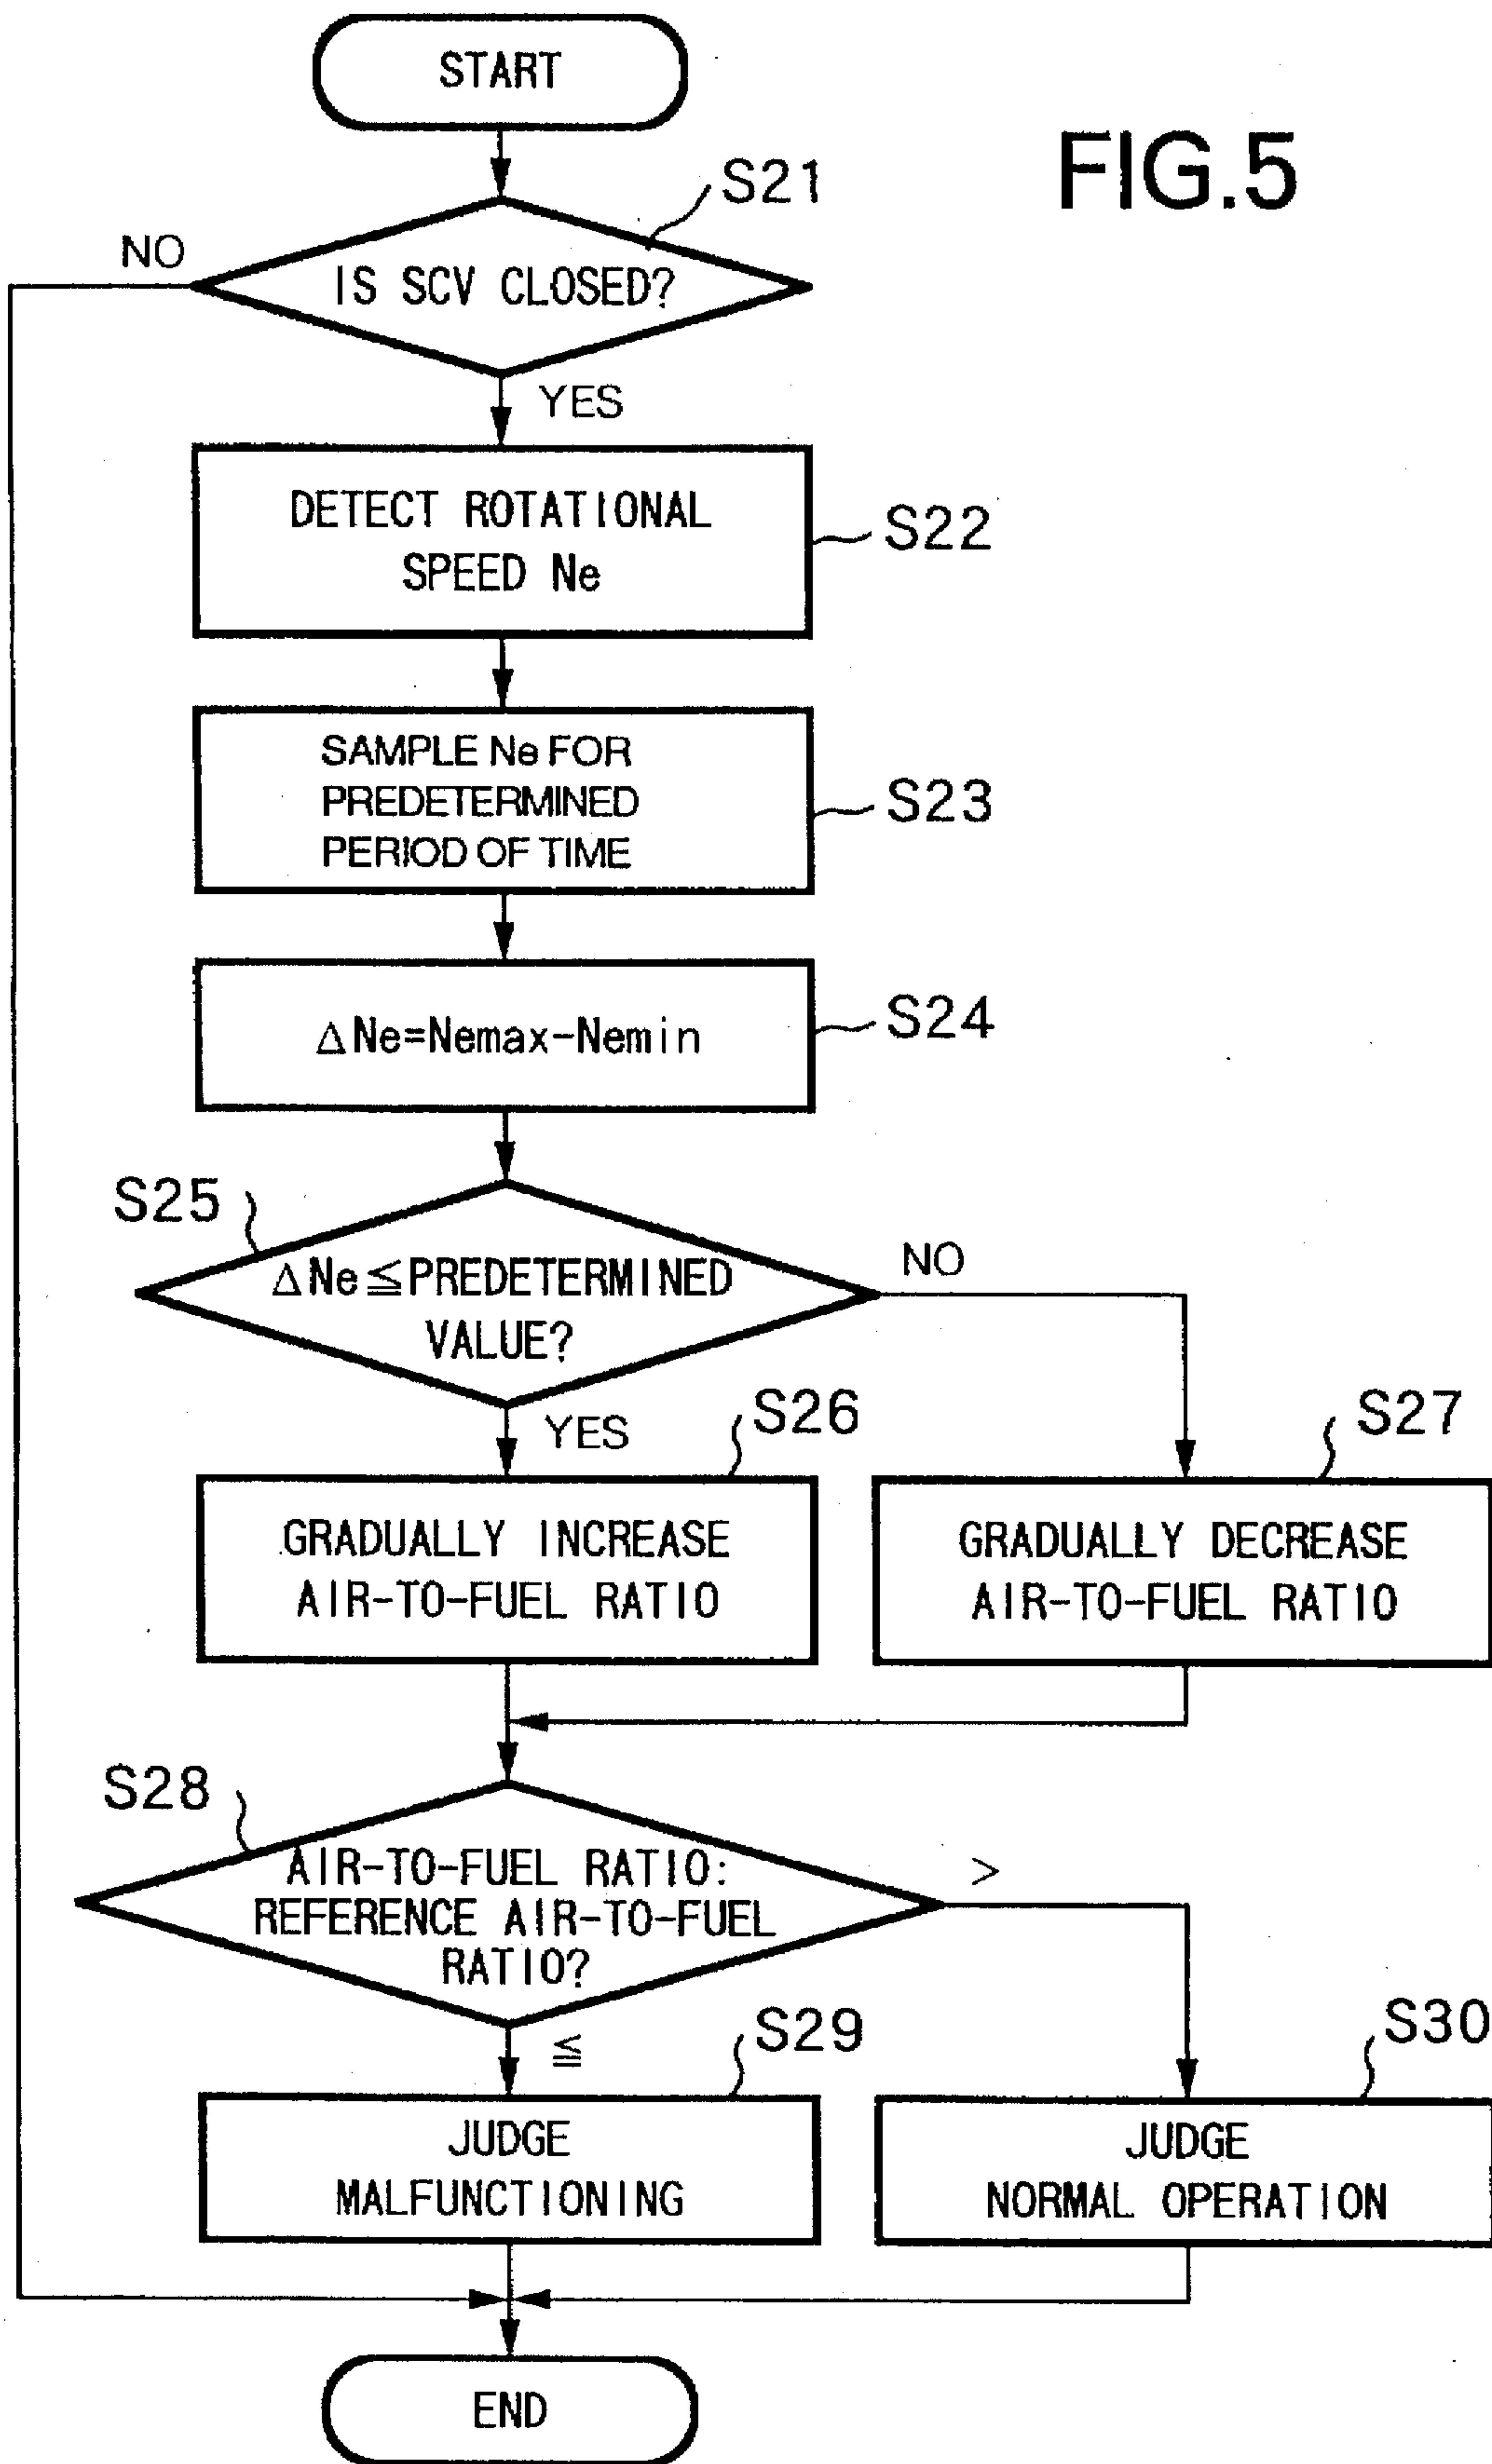 START
FIG.5
S21
NO
IS SCV CLOSED?
YES
DETECT ROTATIONAL
SPEED Ne
S22
SAMPLE Ne FOR
PREDETERMINED
PERIOD OF TIME
S23
ΔNe=Nemax-Nemin
S24
S25
ΔNe≦PREDETERMINED
VALUE?
NO
YES
S26
S27
GRADUALLY INCREASE
AIR-TO-FUEL RATIO
GRADUALLY DECREASE
AIR-TO-FUEL RATIO
S28
AIR-TO-FUEL RATIO:
REFERENCE AIR-TO-FUEL
RATIO?
>
≦
S29
S30
JUDGE
MALFUNCTIONING
JUDGE
NORMAL OPERATION
END